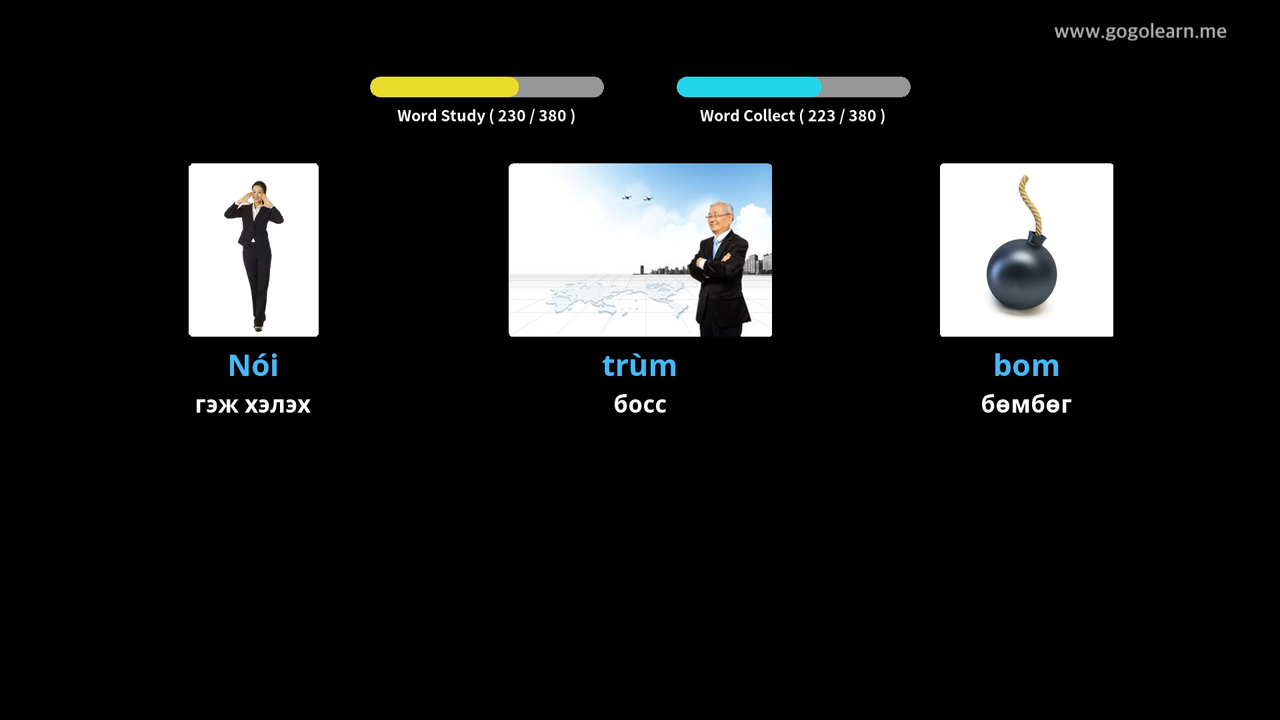 www.gogolearn.me
Word Study ( 230 / 380 )
Word Collect ( 223 / 380 )
Nói
гэж хэлэх
trùm
босс
bom
бөмбөг